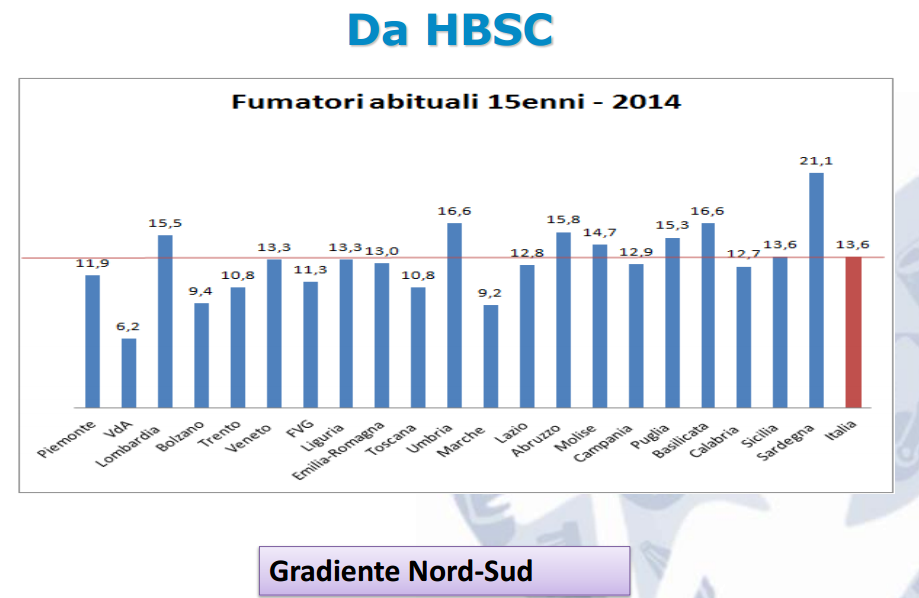 Da HBSC
Fumatori abituali 15enni - 2014
11,9
6,2
15,5
9,4
10,8
13,3
11,3
13,3
13,0
10,8
16,6
9,2
12,8
15,8
14,7
12,9
15,3
16,6
12,7
13,6
21,1
13,6
Piemonte
VdA
Lombardia
Bolzano
Trento
Veneto
FVG
Liguria
Emilia-Romagna
Toscana
Umbria
Marche
Lazio
Abruzzo
Molise
Campania
Puglia
Basilicata
Calabria
Sicilia
Sardegna
Italia
Gradiente Nord-Sud